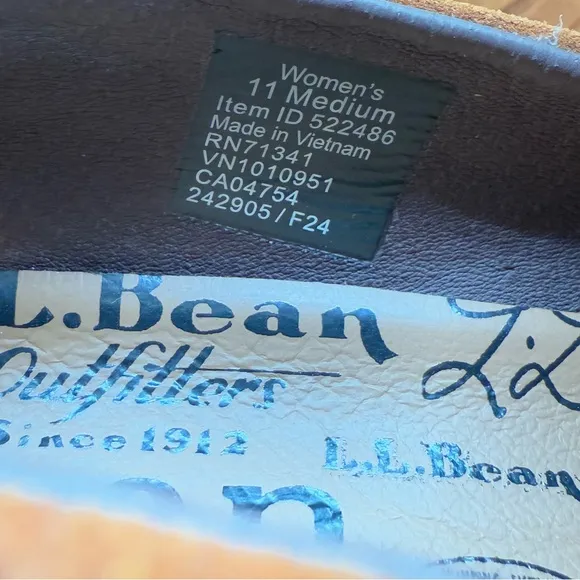 Women's
11 Medium
Item ID 522486
Made in Vietnam
RN71341
VN1010951
CA04754
242905/F24
L.L.Bean
Outfitters
Since 1912
L.L.Bean